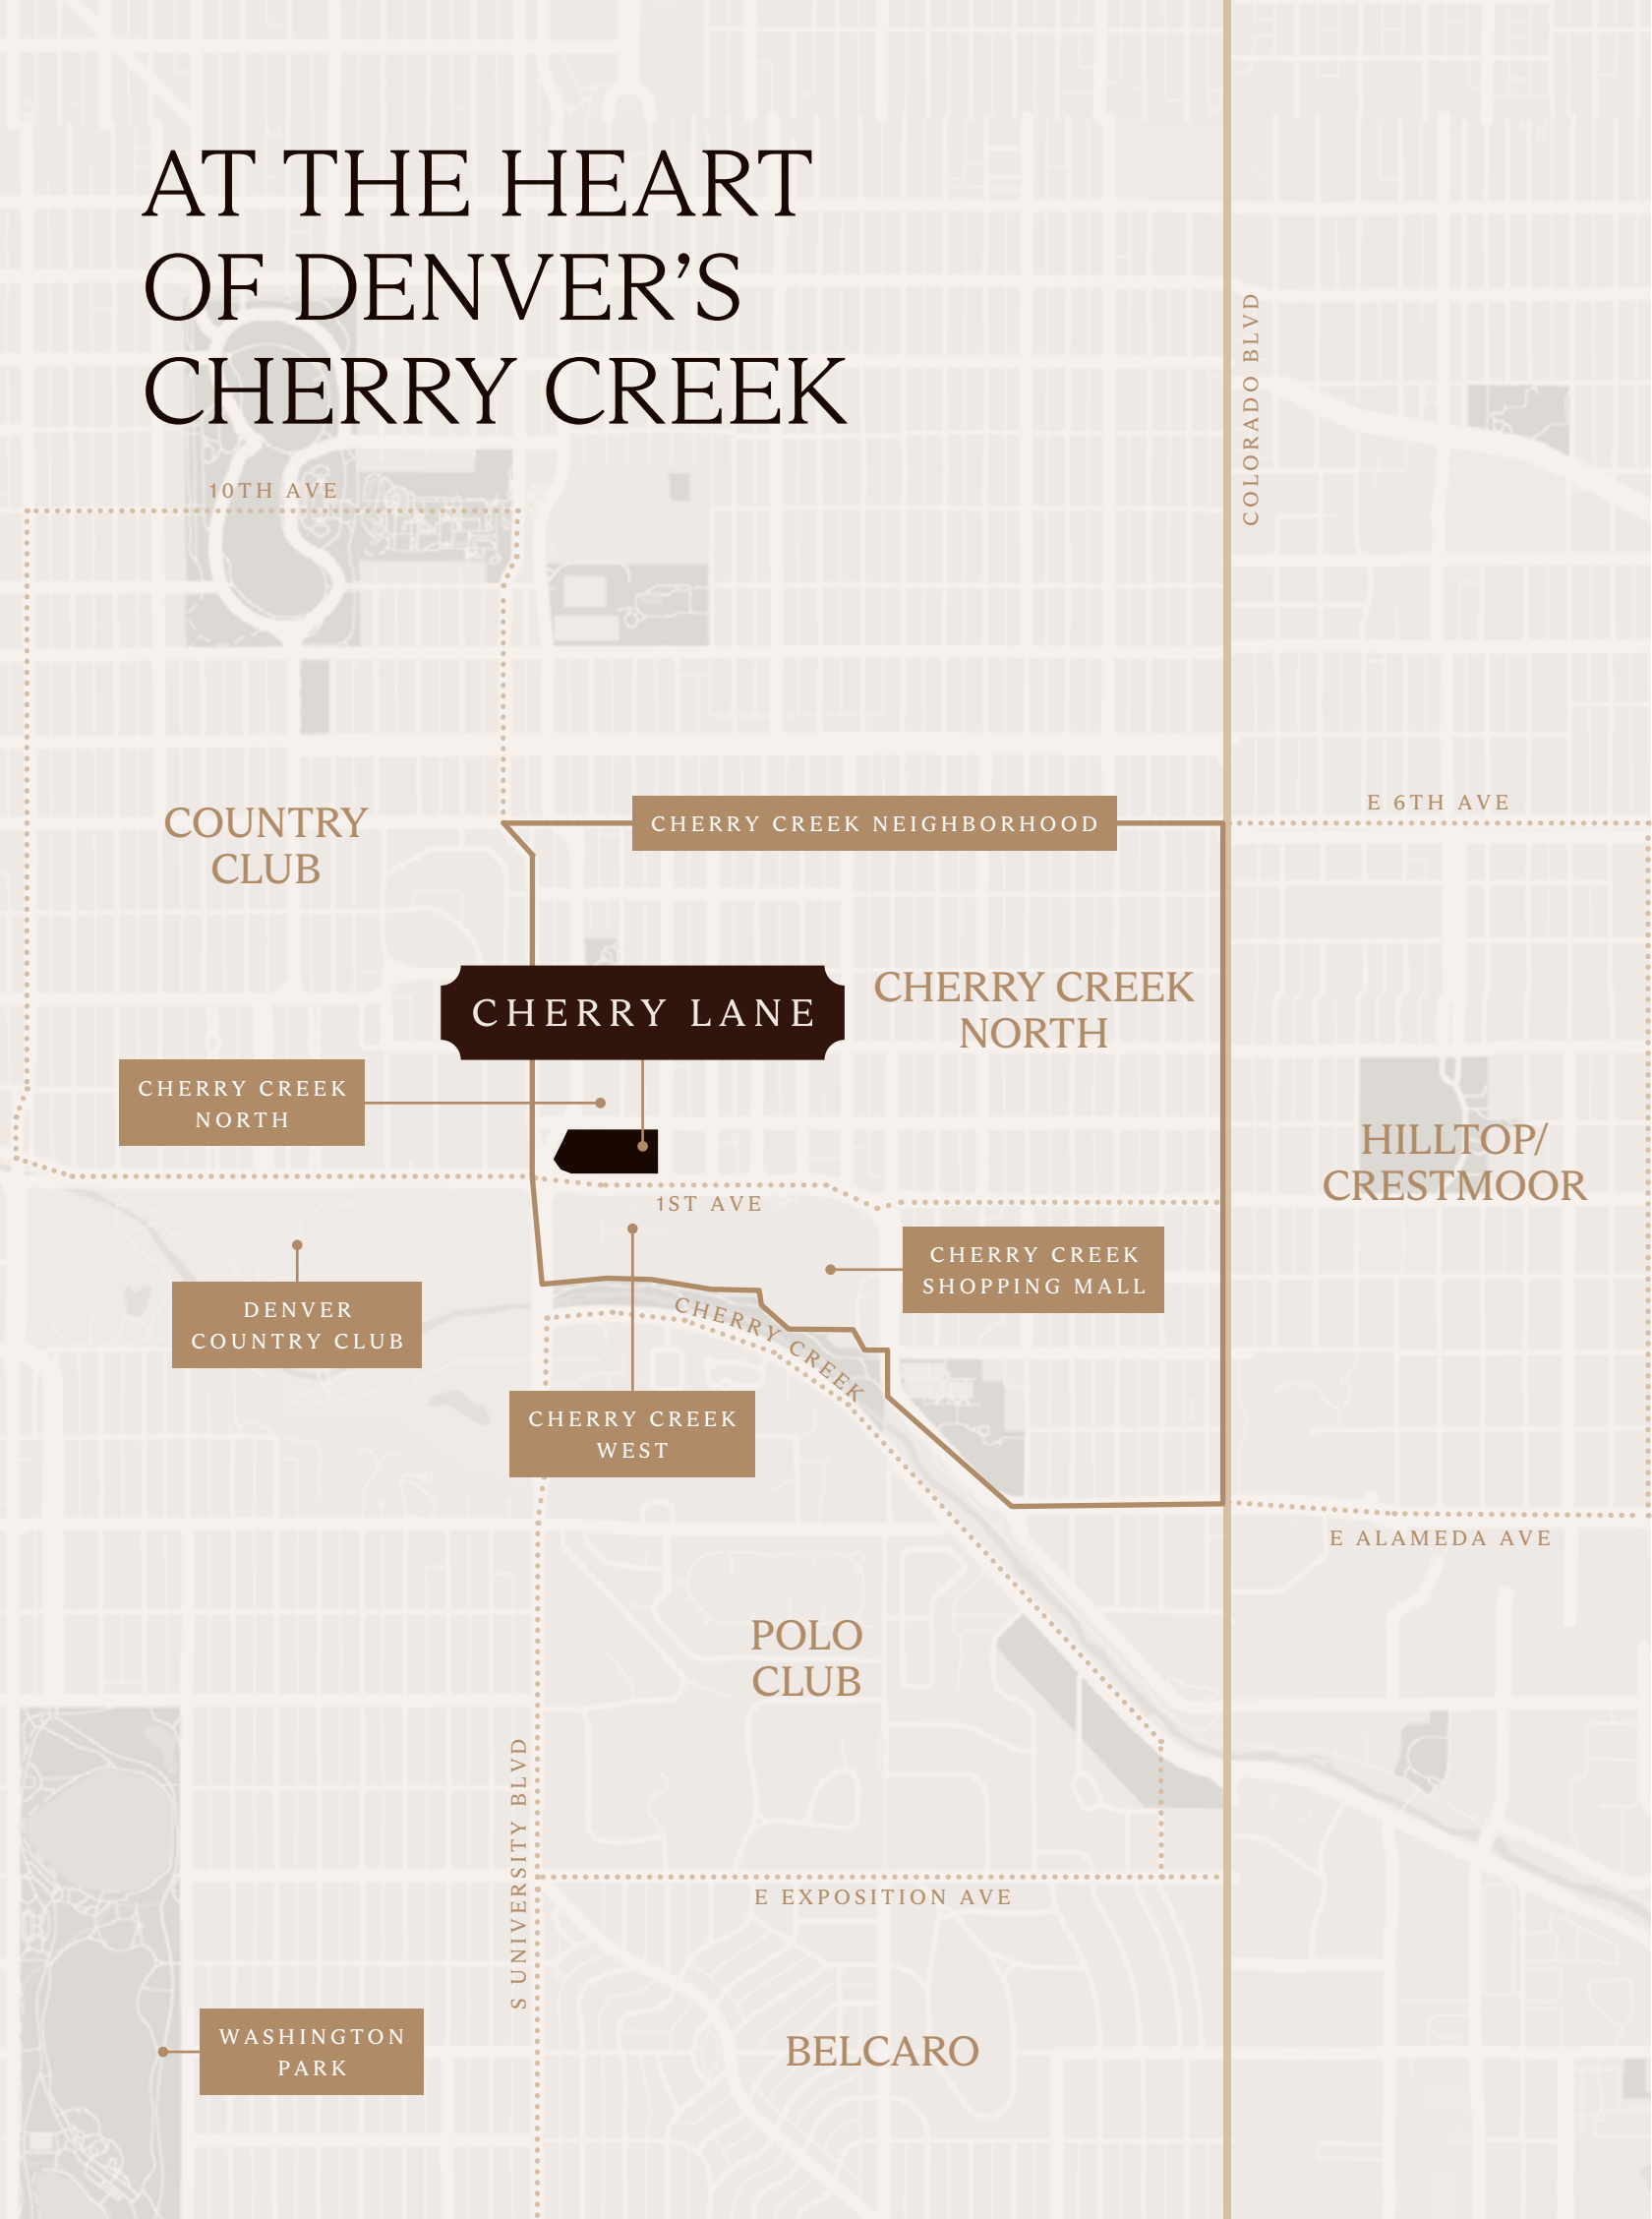 AT THE HEART
OF DENVER’S
CHERRY CREEK
COLORADO BLVD
10TH AVE
E 6TH AVE
COUNTRY
CLUB
CHERRY CREEK NEIGHBORHOOD
CHERRY LANE
CHERRY CREEK
NORTH
CHERRY CREEK
NORTH
HILLTOP/
CRESTMOOR
1ST AVE
CHERRY CREEK
SHOPPING MALL
DENVER
COUNTRY CLUB
CHERRY CREEK
CHERRY CREEK
WEST
E ALAMEDA AVE
POLO
CLUB
S UNIVERSITY BLVD
E EXPOSITION AVE
WASHINGTON
PARK
BELCARO